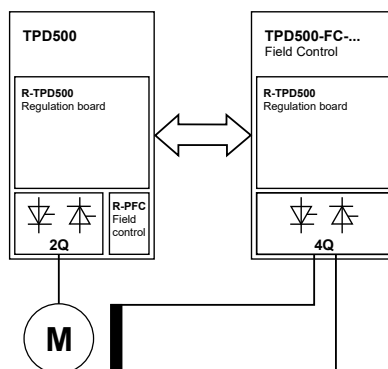 TPD500
R-TPD500
Regulation board
2Q
R-PFC
Field
control
M
TPD500-FC-...
Field Control
R-TPD500
Regulation board
4Q